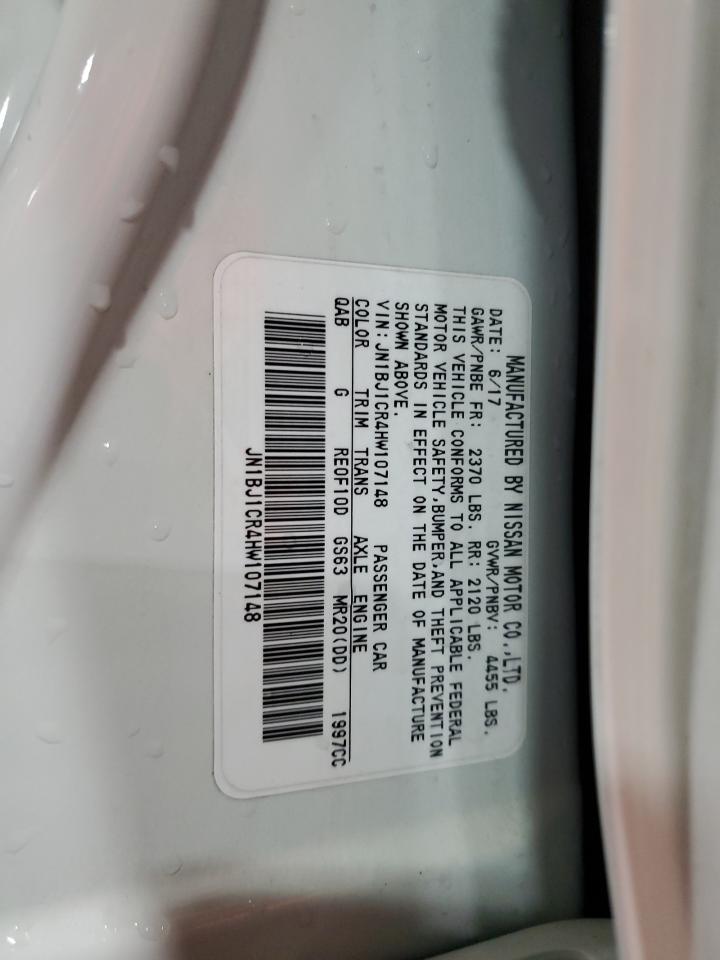 MANUFACTURED BY NISSAN MOTOR CO.,LTD.
DATE: 6/17 GVWR/PNBV: 4455 LBS.
GAWR/PNBE FR: 2370 LBS. RR: 2120 LBS.
THIS VEHICLE CONFORMS TO ALL APPLICABLE FEDERAL
MOTOR VEHICLE SAFETY,BUMPER,AND THEFT PREVENTION
STANDARDS IN EFFECT ON THE DATE OF MANUFACTURE
SHOWN ABOVE.
VIN:JN1BJ1CR4HW107148 PASSENGER CAR
COLOR TRIM TRANS AXLE ENGINE
QAB G RE0F10D GS63 MR20(DD) 1997CC
JN1BJ1CR4HW107148